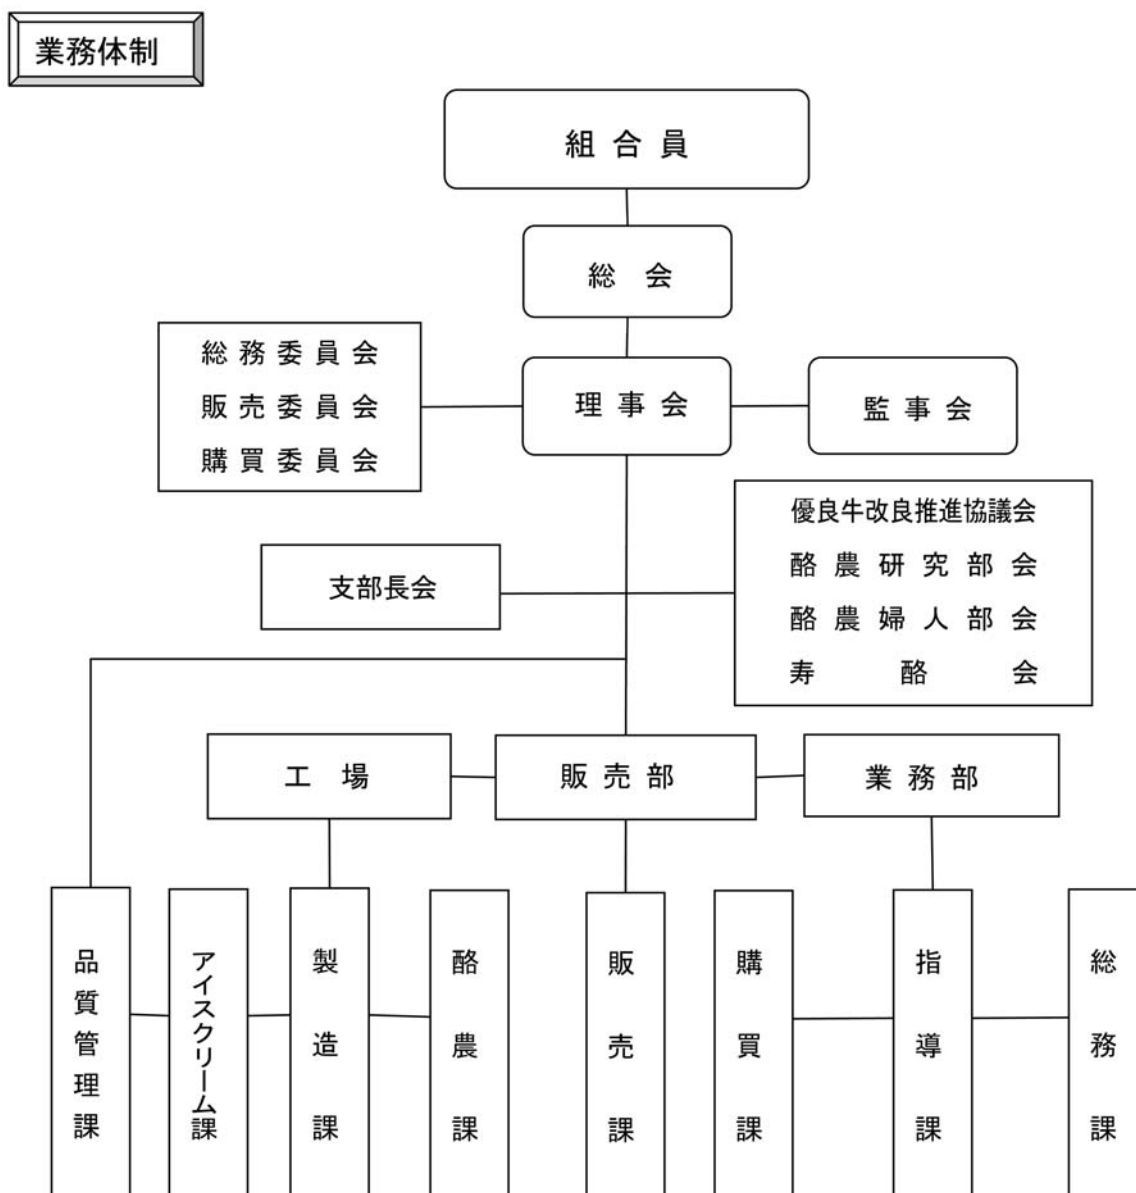 業務体制
組合員
総会
総務委員会
販売委員会
購買委員会
理事会
監事会
優良牛改良推進協議会
酪農研究部会
酪農婦人部会
寿酪会
支部長会
工場
販売部
業務部
品質管理課
アイスクリーム課
製造課
酪農課
販売課
購買課
指導課
総務課